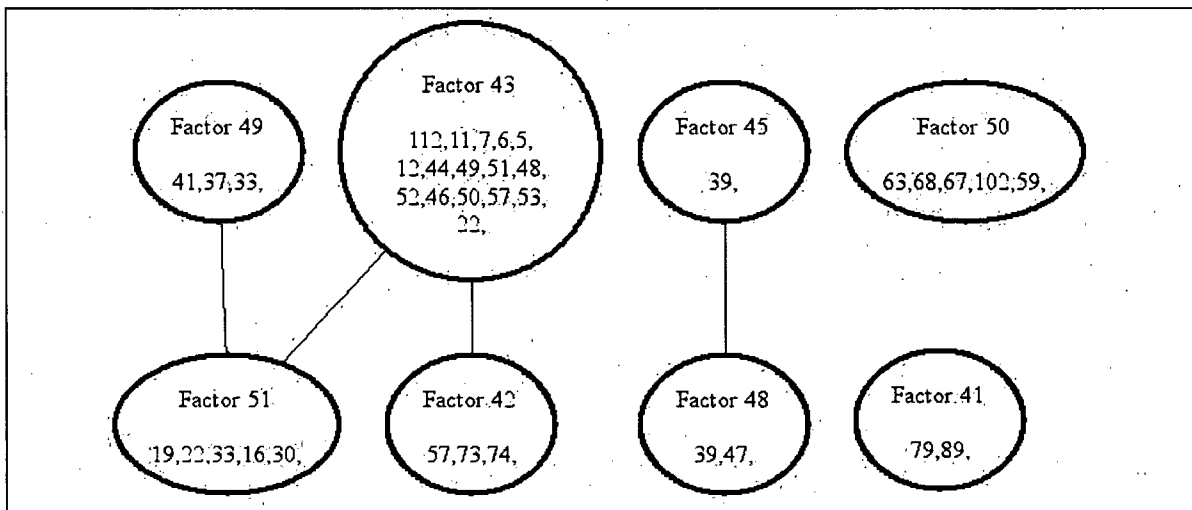 Factor 49
41,37,33,
Factor 43
112,11,7,6,5,
12,44,49,51,48,
52,46,50,57,53,
22,
Factor 45
39,
Factor 50
63,68,67,102,59,
Factor 51
19,22,33,16,30,
Factor 42
57,73,74,
Factor 48
39,47,
Factor 41
79,89,